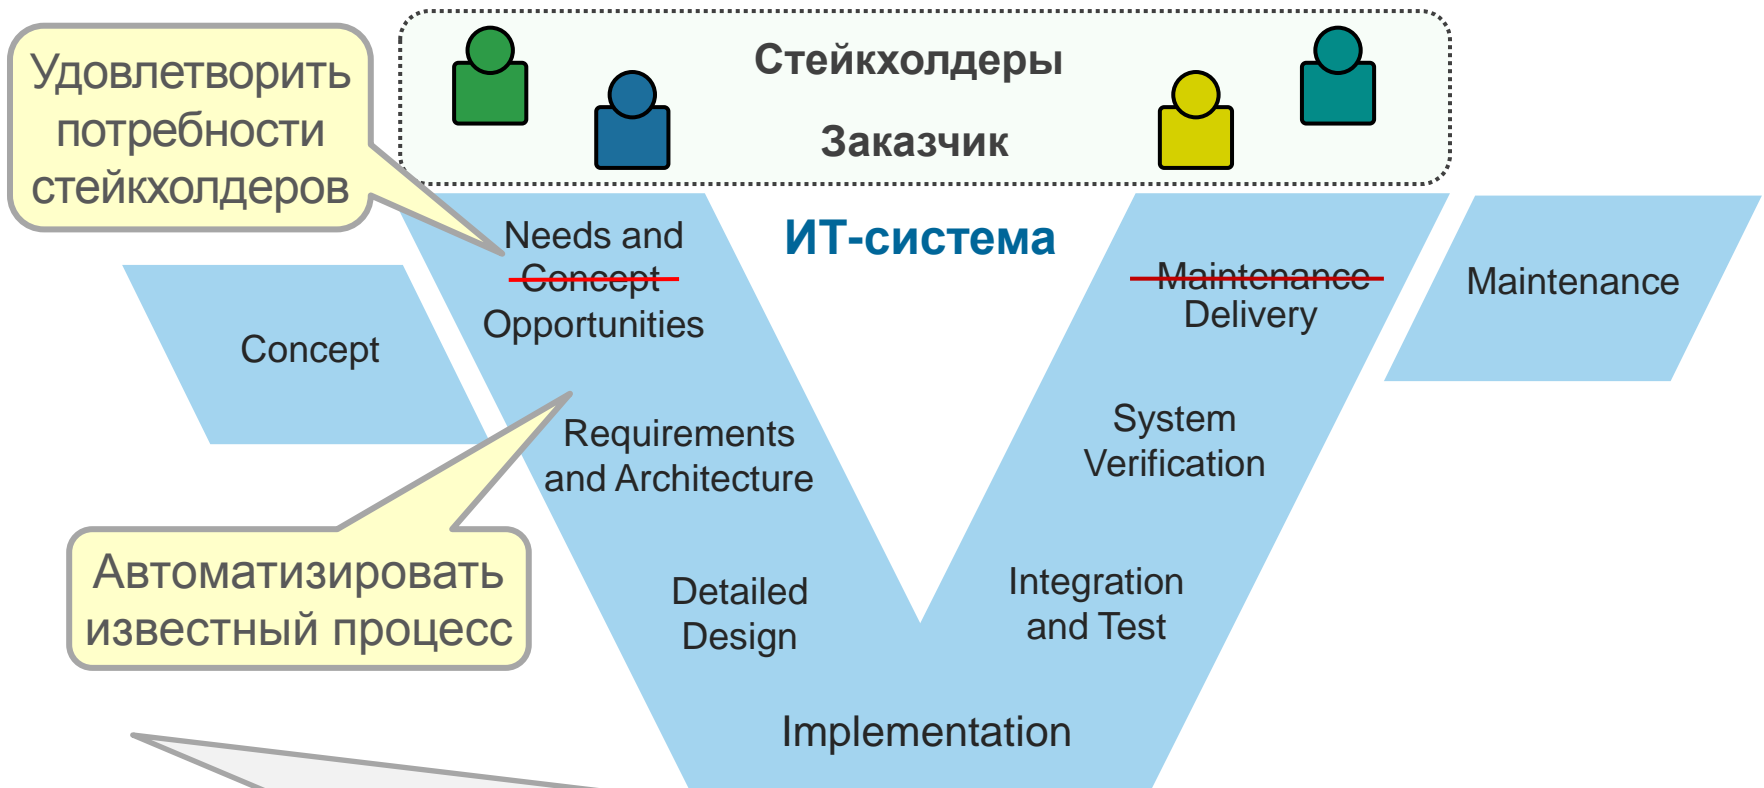 Удовлетворить
потребности
стейкхолдеров
Стейкхолдеры
Заказчик
ИТ-система
Concept
Needs and
Concept
Opportunities
Requirements
and Architecture
Detailed
Design
Implementation
Integration
and Test
System
Verification
Maintenance
Delivery
Maintenance
Автоматизировать
известный процесс